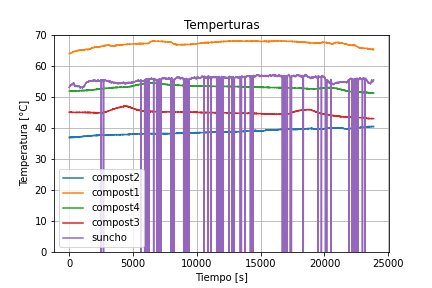 Temperturas
70
60
50
40
30
20
10
0
Temperatura [°C]
compost2
compost1
compost4
compost3
suncho
0 5000 10000 15000 20000 25000
Tiempo [s]